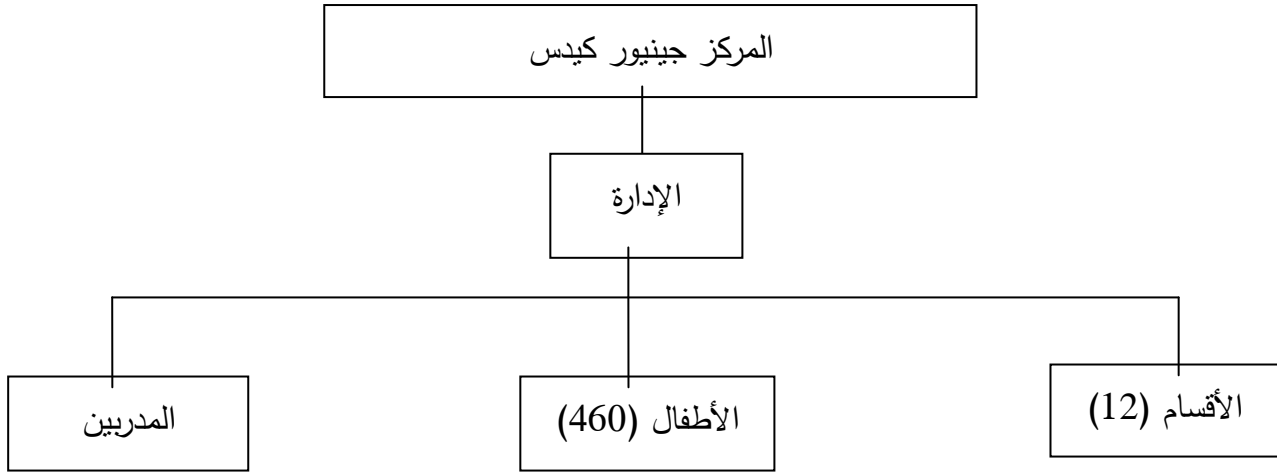 المركز جينيور كيدس
الإدارة
الأقسام (12)
الأطفال (460)
المدربين